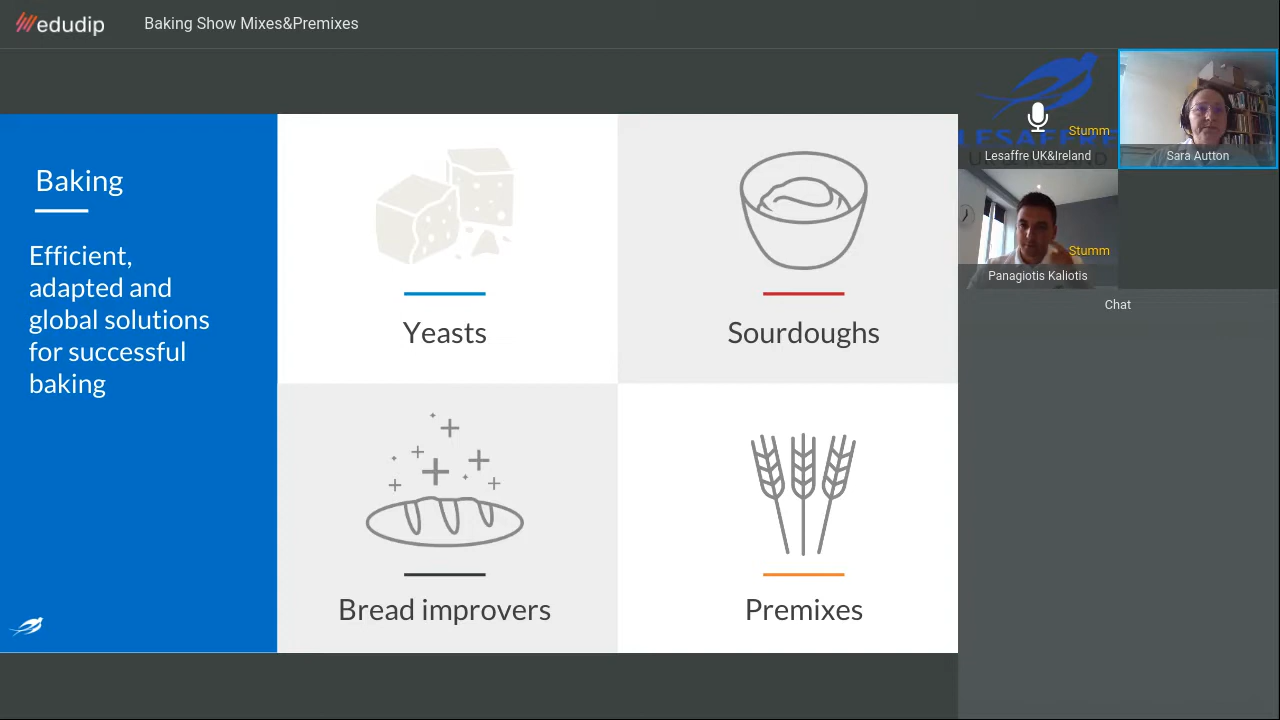 edudip
Baking Show Mixes&Premixes
Baking
Efficient,
adapted and
global solutions
for successful
baking
Yeasts
Sourdoughs
Bread improvers
Premixes
LESAFFRE
Stumm
Lesaffre UK&Ireland
Sara Autton
Stumm
Panagiotis Kaliotis
Chat